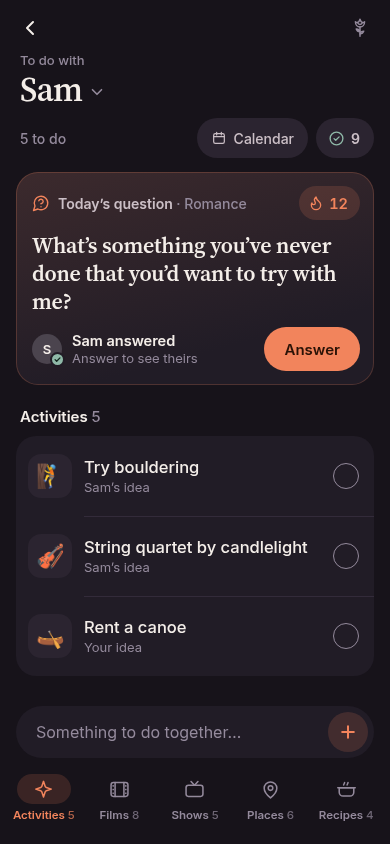 To do with
Sam
5 to do
Calendar
9
Today's question · Romance
12
What's something you've never
done that you'd want to try with
me?
S
Sam answered
Answer to see theirs
Answer
Activities 5
Try bouldering
Sam's idea
String quartet by candlelight
Sam's idea
Rent a canoe
Your idea
Something to do together...
Activities 5
Films 8
Shows 5
Places 6
Recipes 4